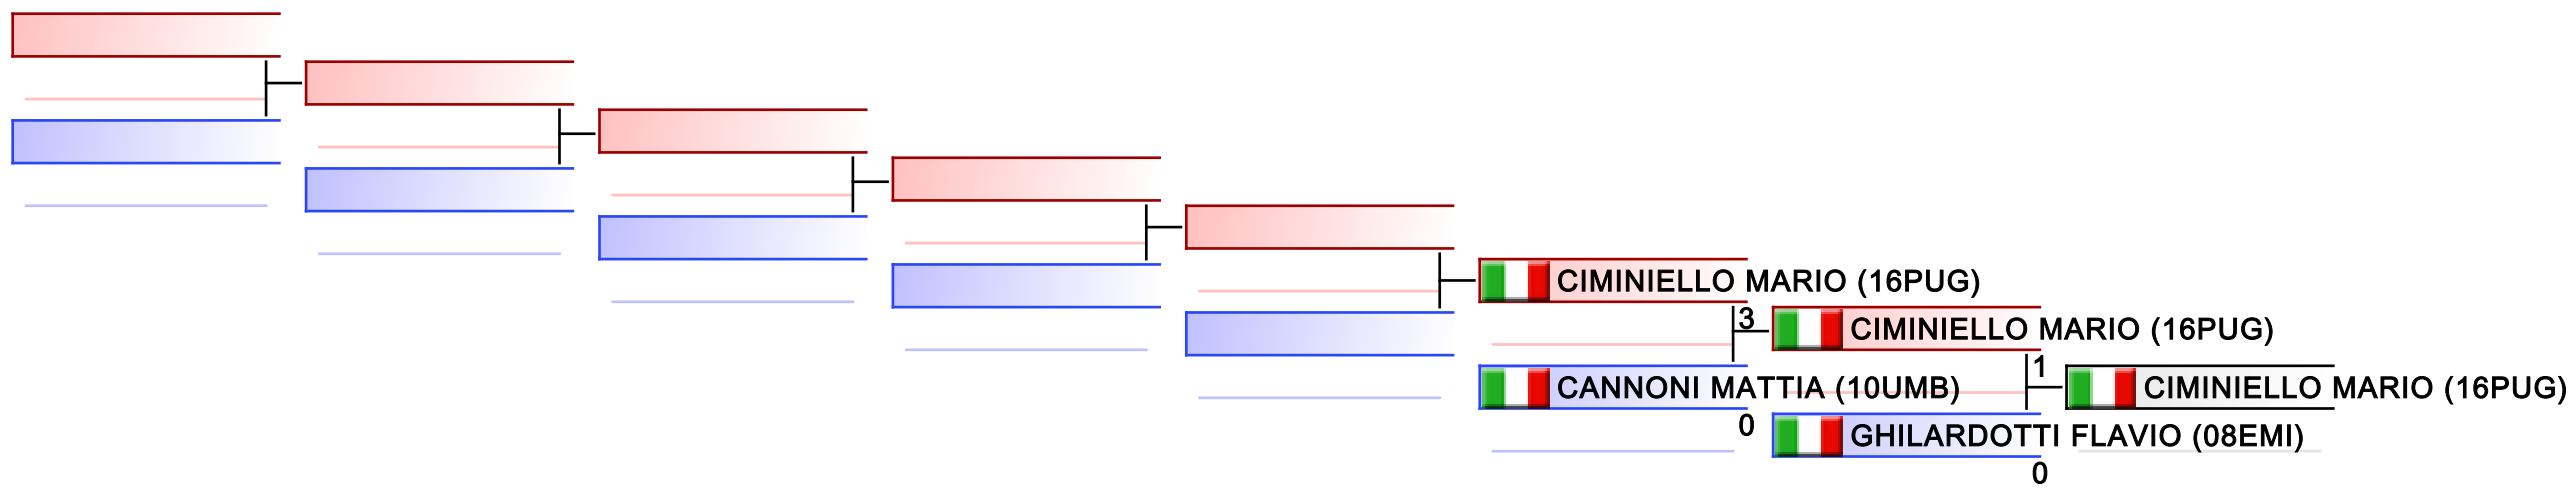 CIMINIELLO MARIO (16PUG)
3
CIMINIELLO MARIO (16PUG)
1
CANNONI MATTIA (10UMB)
CIMINIELLO MARIO (16PUG)
0
GHILARDOTTI FLAVIO (08EMI)
0